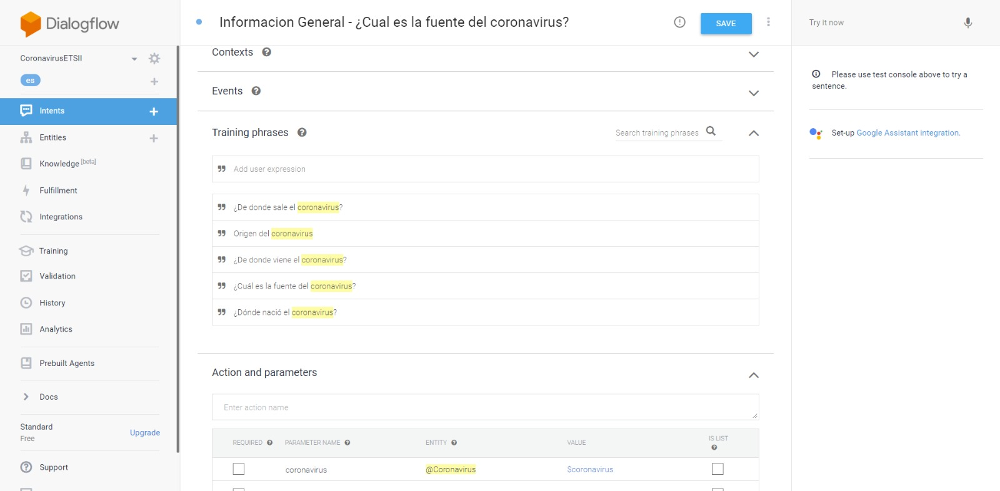 Dialogflow
CoronavirusETSII
es
Intents
Entities
Knowledge [beta]
Fulfillment
Integrations
Training
Validation
History
Analytics
Prebuilt Agents
Docs
Standard
Free
Upgrade
Support
Informacion General - ¿Cual es la fuente del coronavirus?
SAVE
Contexts
Events
Training phrases
Search training phrases
Add user expression
¿De donde sale el coronavirus?
Origen del coronavirus
¿De donde viene el coronavirus?
¿Cuál es la fuente del coronavirus?
¿Dónde nació el coronavirus?
Action and parameters
Enter action name
REQUIRED PARAMETER NAME ENTITY VALUE IS LIST
coronavirus @Coronavirus $coronavirus
Try it now
Please use test console above to try a
sentence.
Set-up Google Assistant integration.